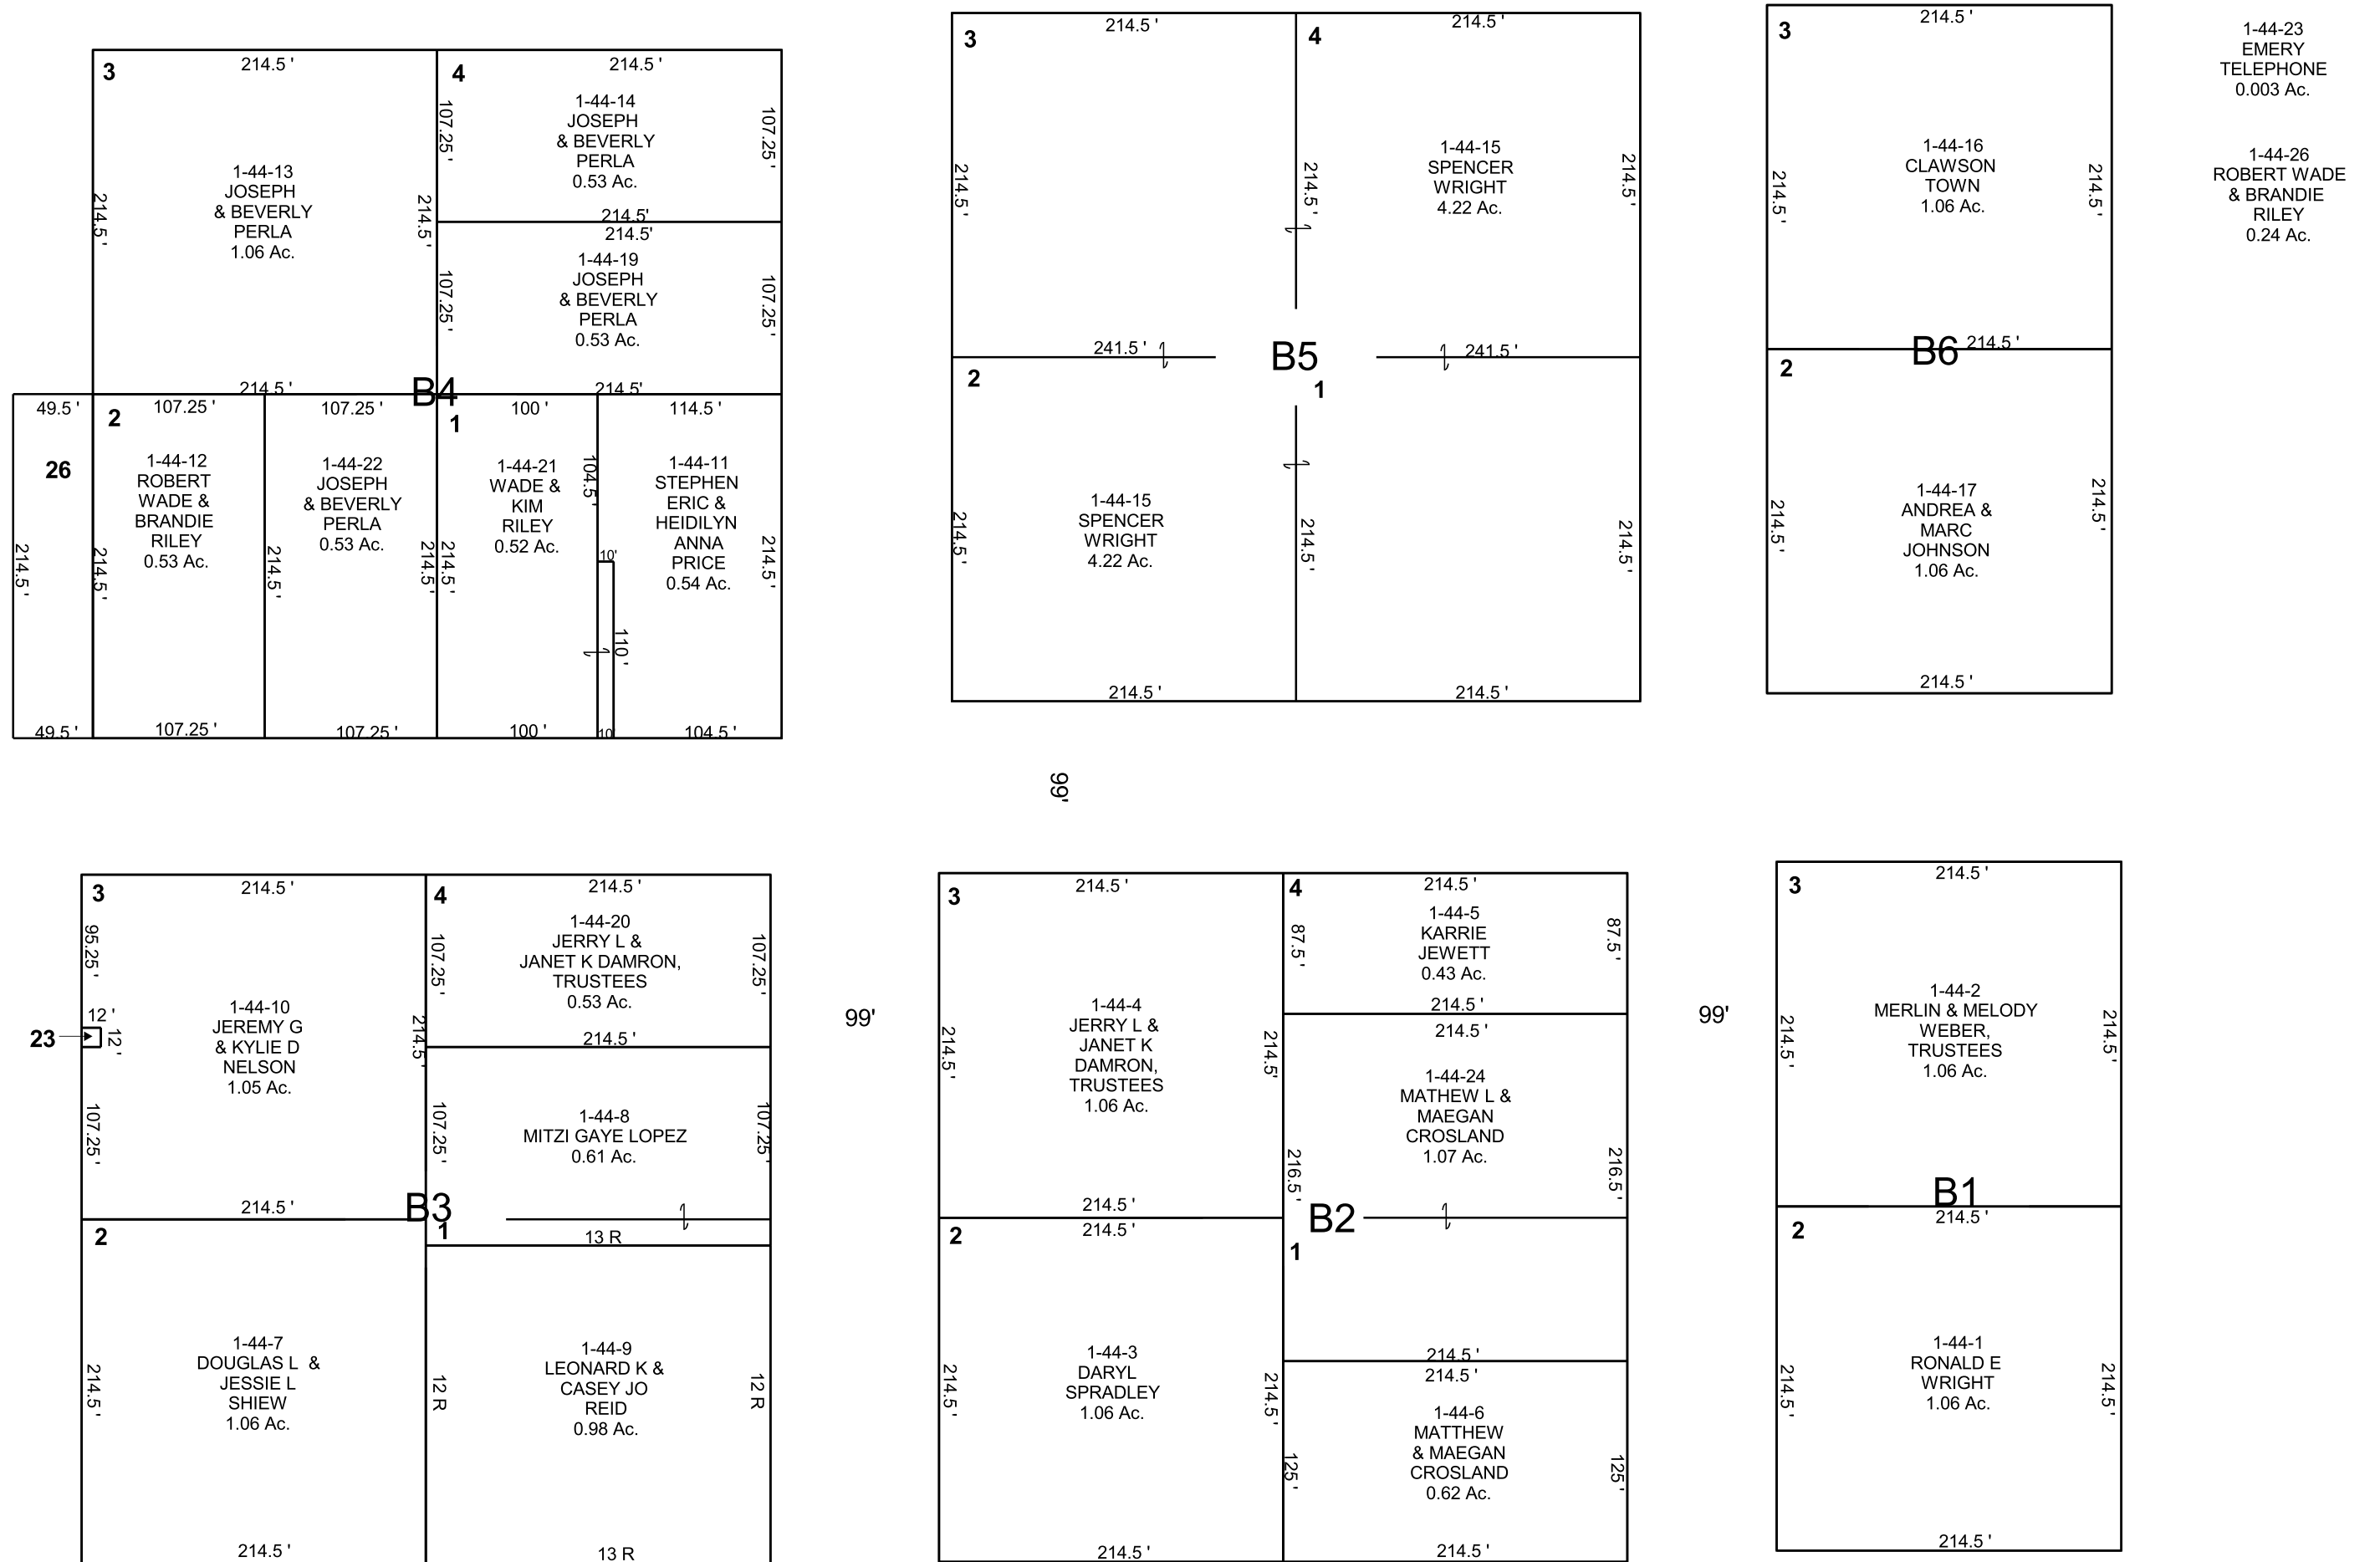 3
214.5 '
4
214.5 '
1-44-13
JOSEPH
& BEVERLY
PERLA
1.06 Ac.
214.5 '
214.5 '
107.25 '
1-44-14
JOSEPH
& BEVERLY
PERLA
0.53 Ac.
107.25 '
214.5'
214.5'
107.25 '
1-44-19
JOSEPH
& BEVERLY
PERLA
0.53 Ac.
107.25 '
214.5'
B4
214.5'
49.5 '
26
214.5 '
49.5 '
2
107.25 '
1-44-12
ROBERT
WADE &
BRANDIE
RILEY
0.53 Ac.
214.5 '
107.25 '
107.25 '
1-44-22
JOSEPH
& BEVERLY
PERLA
0.53 Ac.
214.5 '
214.5 '
107.25 '
1
100 '
1-44-21
WADE &
KIM
RILEY
0.52 Ac.
214.5 '
104.5 '
100 '
10'
110 '
10'
114.5 '
1-44-11
STEPHEN
ERIC &
HEIDILYN
ANNA
PRICE
0.54 Ac.
214.5 '
104.5 '
3
214.5 '
4
214.5 '
214.5 '
214.5 '
1-44-15
SPENCER
WRIGHT
4.22 Ac.
214.5 '
241.5 '
B5
241.5 '
2
1
1-44-15
SPENCER
WRIGHT
4.22 Ac.
214.5 '
214.5 '
214.5 '
214.5 '
214.5 '
3
214.5 '
1-44-16
CLAWSON
TOWN
1.06 Ac.
214.5 '
214.5 '
B6
214.5 '
2
1-44-17
ANDREA &
MARC
JOHNSON
1.06 Ac.
214.5 '
214.5 '
214.5 '
1-44-23
EMERY
TELEPHONE
0.003 Ac.
1-44-26
ROBERT WADE
& BRANDIE
RILEY
0.24 Ac.
99'
3
214.5 '
95.25 '
12 '
23
12 '
107.25 '
1-44-10
JEREMY G
& KYLIE D
NELSON
1.05 Ac.
214.5 '
214.5 '
4
214.5 '
1-44-20
JERRY L &
JANET K DAMRON,
TRUSTEES
0.53 Ac.
107.25 '
107.25 '
214.5 '
1-44-8
MITZI GAYE LOPEZ
0.61 Ac.
107.25 '
107.25 '
B3
1
13 R
2
1-44-7
DOUGLAS L &
JESSIE L
SHIEW
1.06 Ac.
214.5 '
214.5 '
1-44-9
LEONARD K &
CASEY JO
REID
0.98 Ac.
12 R
12 R
13 R
99'
3
214.5 '
1-44-4
JERRY L &
JANET K
DAMRON,
TRUSTEES
1.06 Ac.
214.5 '
214.5'
214.5 '
4
214.5 '
1-44-5
KARRIE
JEWETT
0.43 Ac.
87.5 '
87.5 '
214.5 '
214.5 '
1-44-24
MATHEW L &
MAEGAN
CROSLAND
1.07 Ac.
216.5 '
216.5 '
B2
2
214.5 '
1-44-3
DARYL
SPRADLEY
1.06 Ac.
214.5 '
214.5 '
214.5 '
1
214.5 '
214.5 '
1-44-6
MATTHEW
& MAEGAN
CROSLAND
0.62 Ac.
125 '
125 '
214.5 '
99'
3
214.5 '
1-44-2
MERLIN & MELODY
WEBER,
TRUSTEES
1.06 Ac.
214.5 '
214.5 '
B1
214.5 '
2
1-44-1
RONALD E
WRIGHT
1.06 Ac.
214.5 '
214.5 '
214.5 '